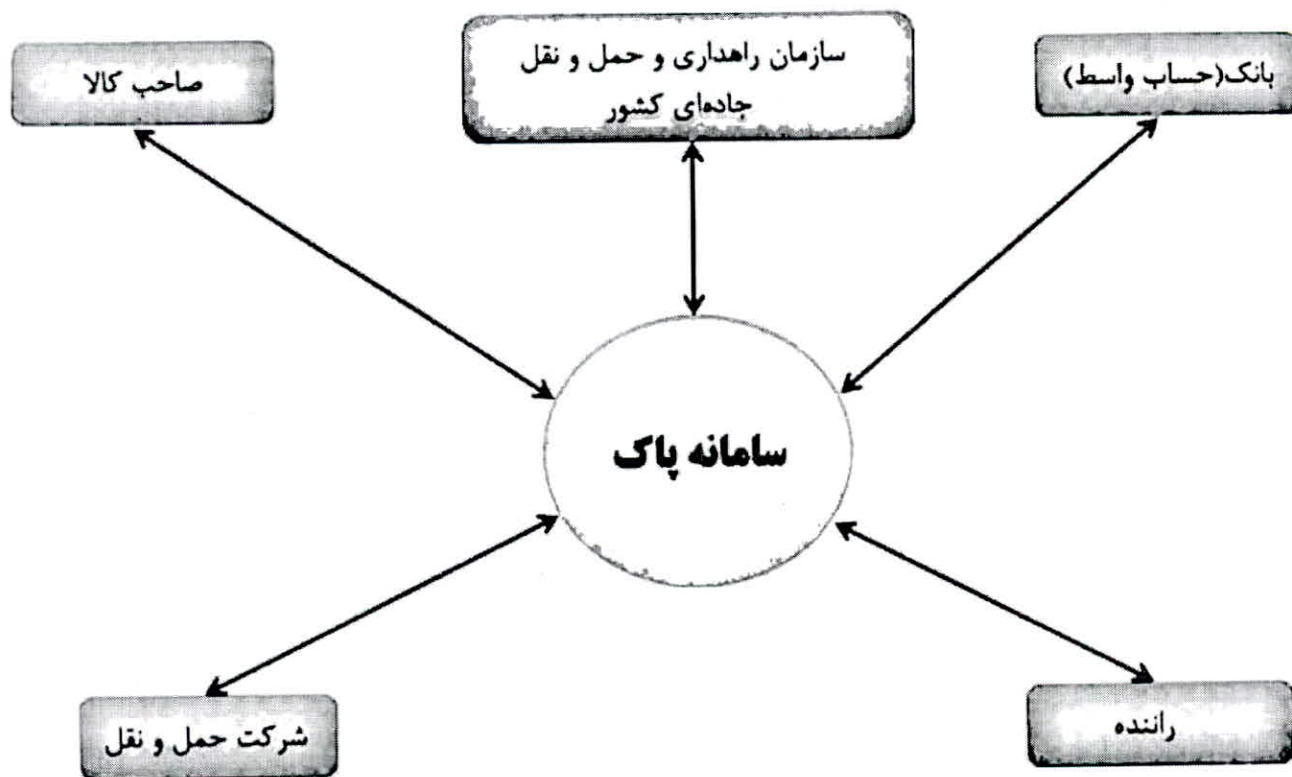 سازمان راهداری و حمل و نقل
جاده‌ای کشور
بانک(حساب واسط)
صاحب کالا
سامانه پاک
راننده
شرکت حمل و نقل